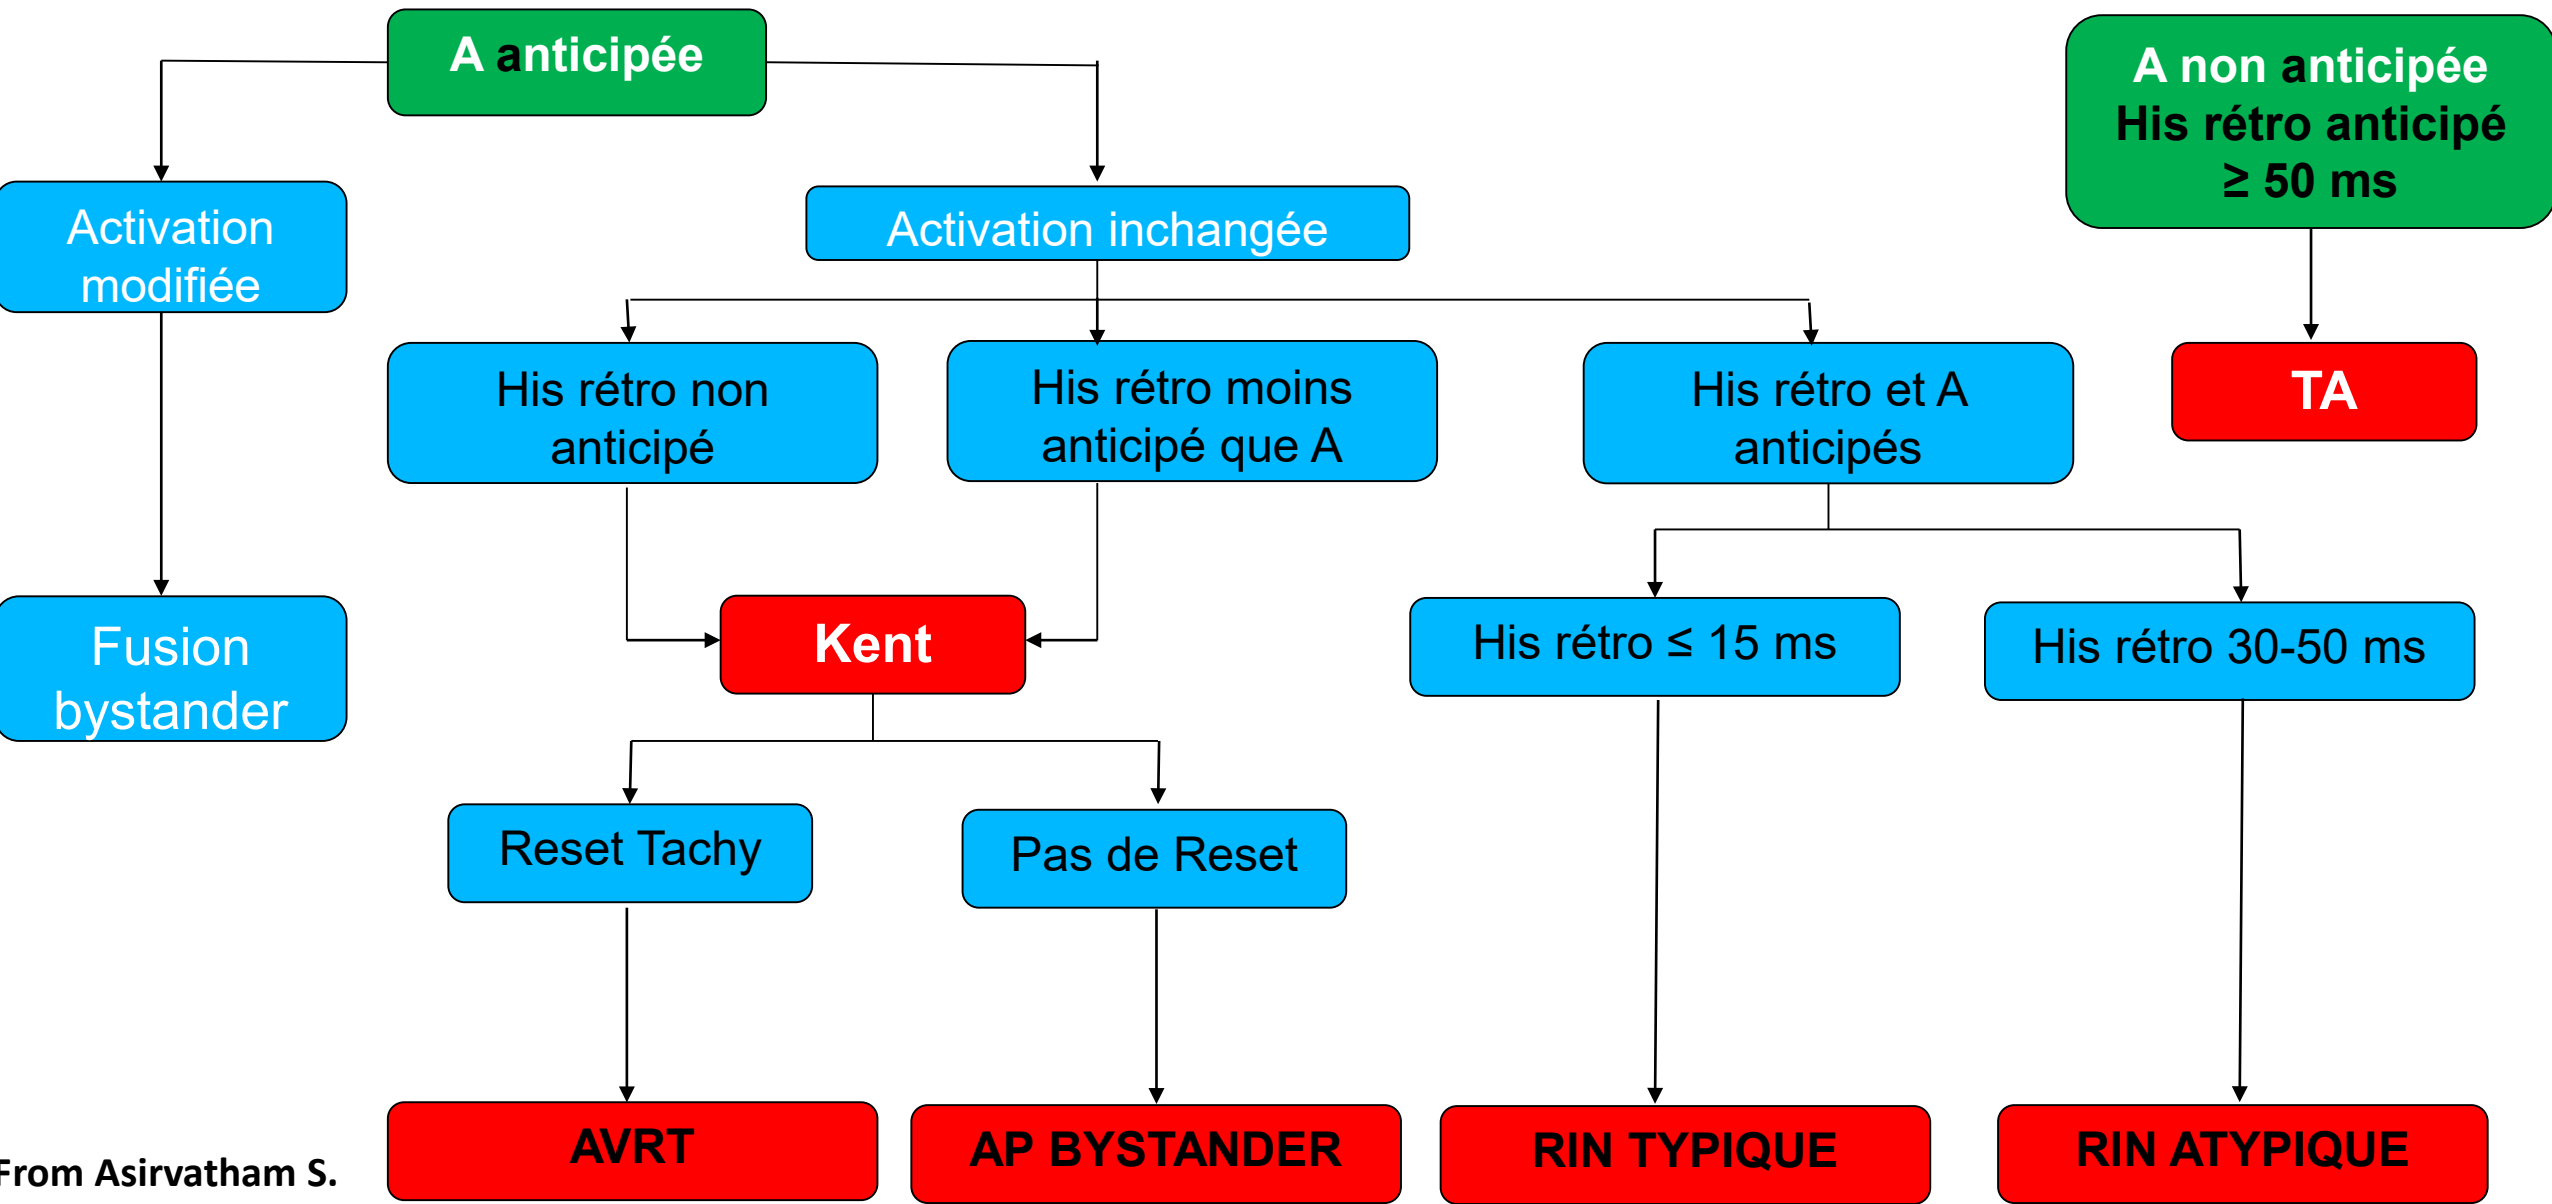 A anticipée
A non anticipée
His rétro anticipé
≥ 50 ms
Activation
modifiée
Activation inchangée
His rétro non
anticipé
His rétro moins
anticipé que A
His rétro et A
anticipés
TA
Fusion
bystander
Kent
His rétro ≤ 15 ms
His rétro 30-50 ms
Reset Tachy
Pas de Reset
AVRT
AP BYSTANDER
RIN TYPIQUE
RIN ATYPIQUE
From Asirvatham S.